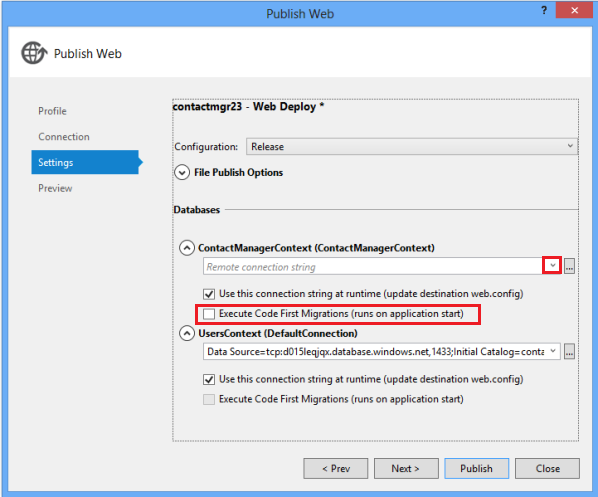 Publish Web
?
Publish Web
Profile
Connection
Settings
Preview
contactmgr23 - Web Deploy *
Configuration: Release
File Publish Options
Databases
ContactManagerContext (ContactManagerContext)
Remote connection string
...
Use this connection string at runtime (update destination web.config)
Execute Code First Migrations (runs on application start)
UsersContext (DefaultConnection)
Data Source=tcp:d015leqjqx.database.windows.net,1433;Initial Catalog=conta
...
Use this connection string at runtime (update destination web.config)
Execute Code First Migrations (runs on application start)
< Prev Next > Publish Close